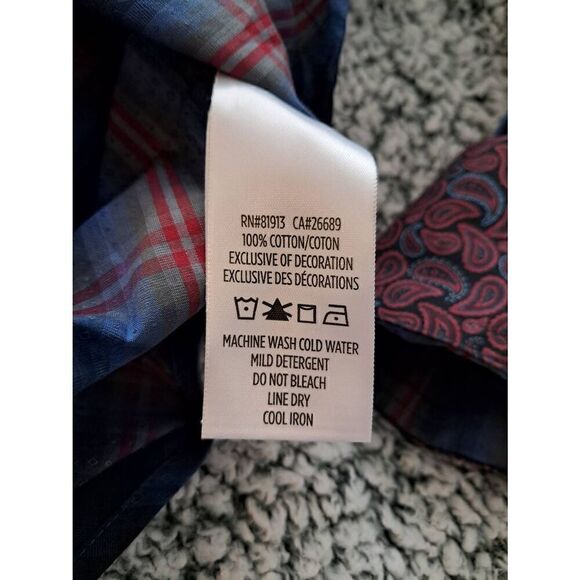 RN#81913 CA#26689
100% COTTON/COTON
EXCLUSIVE OF DECORATION
EXCLUSIVE DES DÉCORATIONS
MACHINE WASH COLD WATER
MILD DETERGENT
DO NOT BLEACH
LINE DRY
COOL IRON